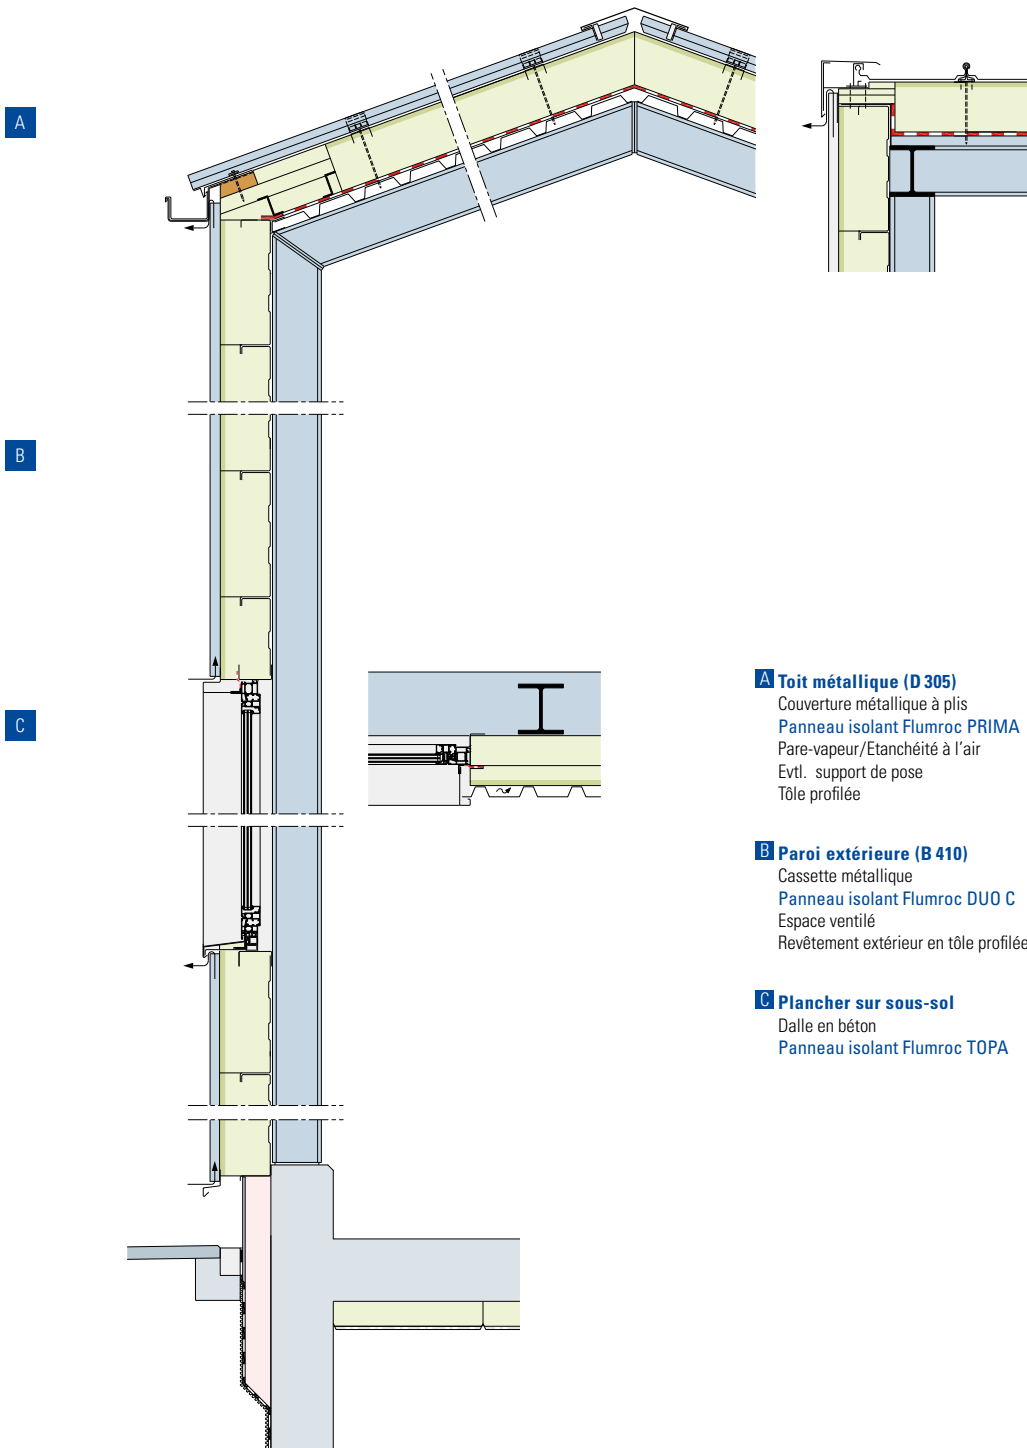 A
B
C
A Toit métallique (D 305)
Couverture métallique à plis
Panneau isolant Flumroc PRIMA
Pare-vapeur/Etanchéité à l'air
Evtl. support de pose
Tôle profilée
B Paroi extérieure (B 410)
Cassette métallique
Panneau isolant Flumroc DUO C
Espace ventilé
Revêtement extérieur en tôle profilée
C Plancher sur sous-sol
Dalle en béton
Panneau isolant Flumroc TOPA